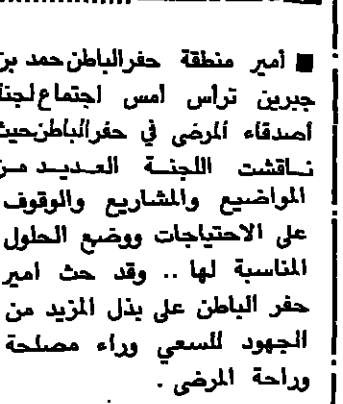 ■ أمير منطقة حفرالباطن حمد بن
جبرين ترأس أمس اجتماع لجنة
أصدقاء المرضى في حفرالباطن حيث
ناقشت اللجنة العديد من
المواضيع والمشاريع والوقوف
على الاحتياجات ووضع الحلول
المناسبة لها .. وقد حث امير
حفر الباطن على بذل المزيد من
الجهود للسعي وراء مصلحة
وراحة المرضى .